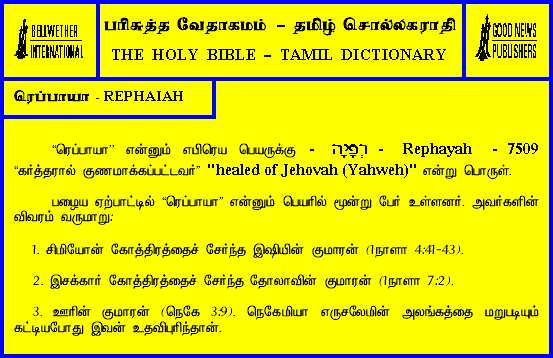 BELLWETHER
INTERNATIONAL
பரிசுத்த வேதாகமம் – தமிழ் சொல்லகராதி
THE HOLY BIBLE – TAMIL DICTIONARY
GOOD NEWS
PUBLISHERS
ரெப்பாயா - REPHAIAH
“ரெப்பாயா” என்னும் எபிரெய பெயருக்கு - רְפָיָה - Rephayah - 7509
“கர்த்தரால் குணமாக்கப்பட்டவர்” "healed of Jehovah (Yahweh)" என்று பொருள்.
பழைய ஏற்பாட்டில் “ரெப்பாயா” என்னும் பெயரில் மூன்று பேர் உள்ளனர். அவர்களின்
விவரம் வருமாறு:
1. சிமியோன் கோத்திரத்தைச் சேர்ந்த இஷியின் குமாரன் (1நாளா 4:41-43).
2. இசக்கார் கோத்திரத்தைச் சேர்ந்த தோலாவின் குமாரன் (1நாளா 7:2).
3. ஊரின் குமாரன் (நெகே 3:9). நெகேமியா எருசலேமின் அலங்கத்தை மறுபடியும்
கட்டியபோது இவன் உதவிபுரிந்தான்.